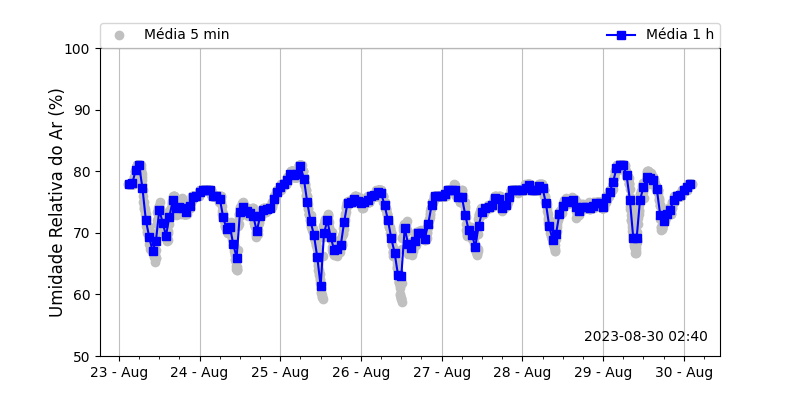 Média 5 min
Média 1 h
Umidade Relativa do Ar (%)
100
90
80
70
60
50
2023-08-30 02:40
23 - Aug
24 - Aug
25 - Aug
26 - Aug
27 - Aug
28 - Aug
29 - Aug
30 - Aug